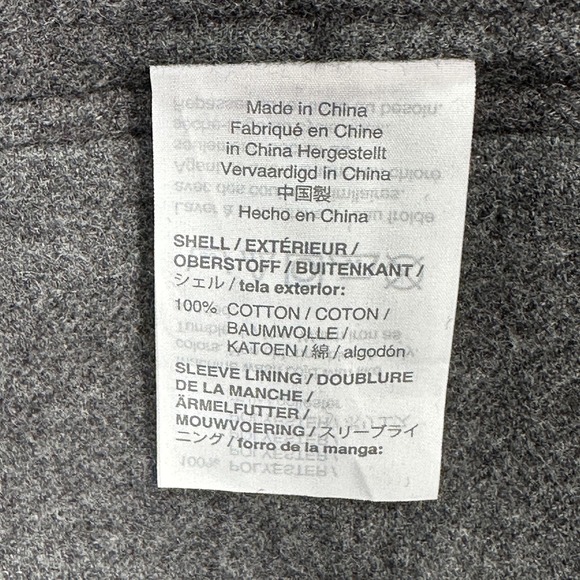 Made in China
Fabriqué en Chine
in China Hergestellt
Vervaardigd in China
中国製
Hecho en China
SHELL / EXTÉRIEUR /
OBERSTOFF / BUITENKANT /
シェル / tela exterior:
100% COTTON / COTON /
BAUMWOLLE /
KATOEN / 綿 / algodón
SLEEVE LINING / DOUBLURE
DE LA MANCHE /
ÄRMELFUTTER /
MOUWVOERING / スリーブライ
ニング / forro de la manga: